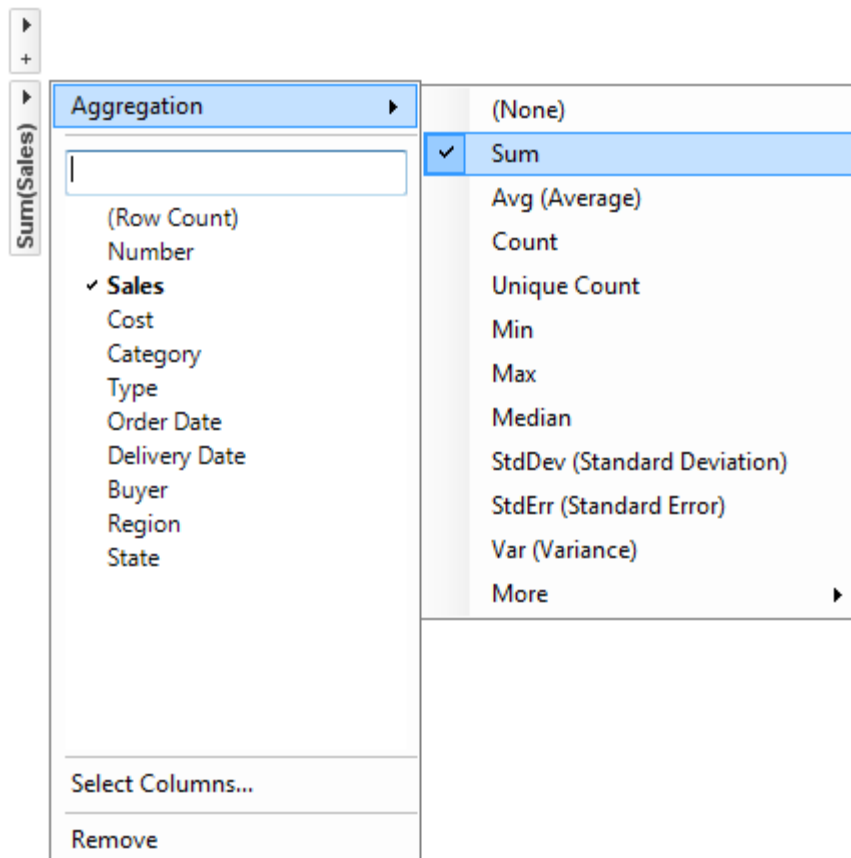 +
Sum(Sales)
Aggregation
(Row Count)
Number
Sales
Cost
Category
Type
Order Date
Delivery Date
Buyer
Region
State
Select Columns...
Remove
(None)
Sum
Avg (Average)
Count
Unique Count
Min
Max
Median
StdDev (Standard Deviation)
StdErr (Standard Error)
Var (Variance)
More